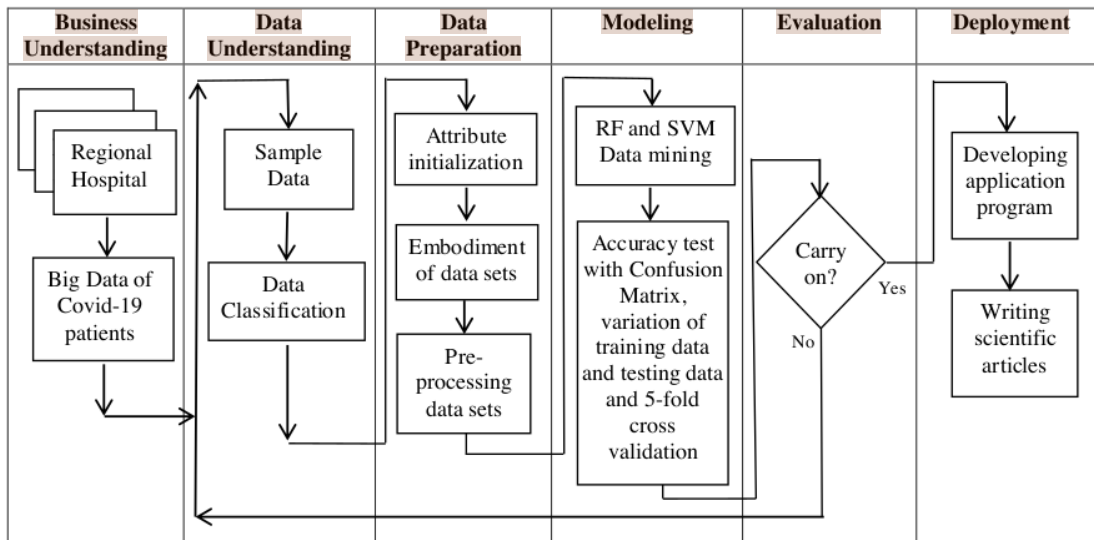 Business
Understanding
Data
Understanding
Data
Preparation
Modeling
Evaluation
Deployment
Regional
Hospital
Big Data of
Covid-19
patients
Sample
Data
Data
Classification
Attribute
initialization
Embodiment
of data sets
Pre-
processing
data sets
RF and SVM
Data mining
Accuracy test
with Confusion
Matrix,
variation of
training data
and testing data
and 5-fold
cross
validation
Carry
on?
Yes
No
Developing
application
program
Writing
scientific
articles